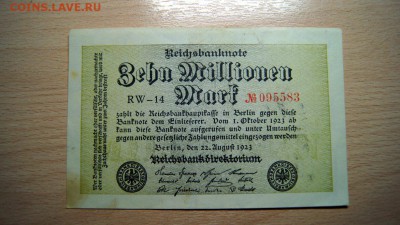 COINS.LAVE.RU
Reichsbanknote
Zehn Millionen
Mark
RW-14
№ 095583
zahlt die Reichsbankhauptkasse in Berlin gegen diese
Banknote dem Einlieferer. Vom 1. Oktober 1923 ab
kann diese Banknote aufgerufen und unter Umtausch
gegen andere gesetzliche Zahlungsmittel eingezogen werden
Berlin, den 22. August 1923
Reichsbankdirektorium